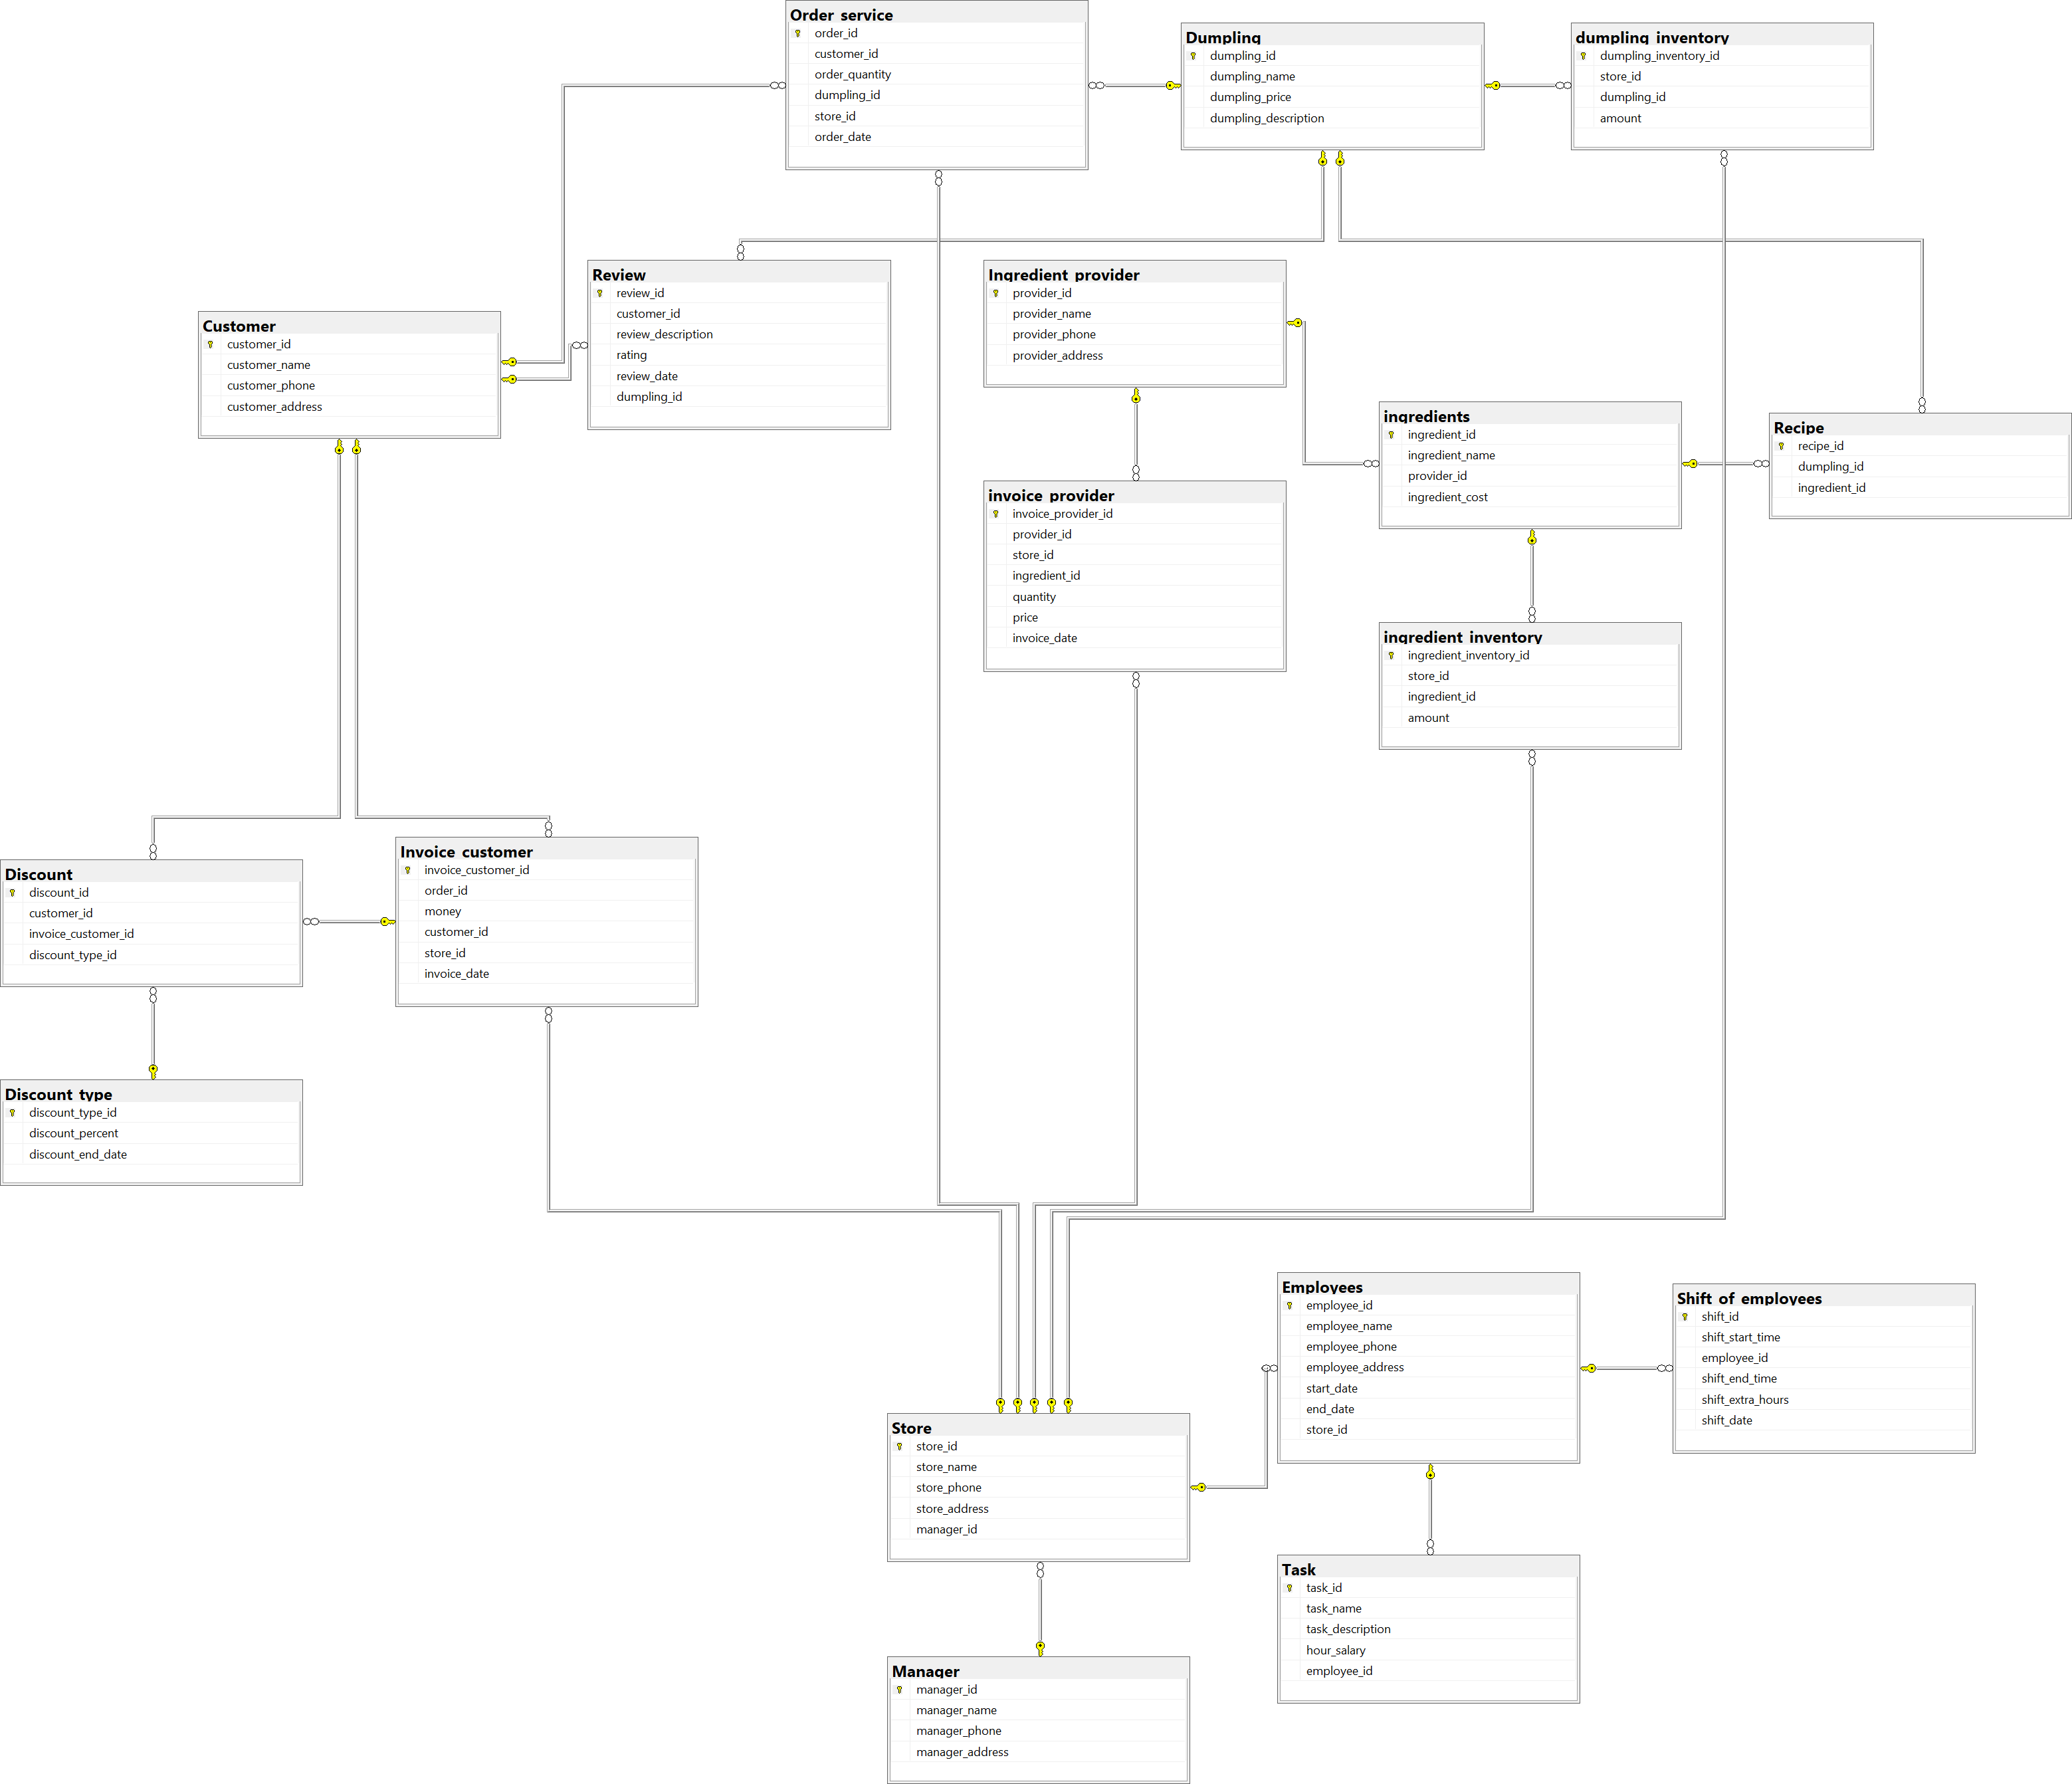 Order_service
order_id
customer_id
order_quantity
dumpling_id
store_id
order_date
Dumpling
dumpling_id
dumpling_name
dumpling_price
dumpling_description
dumpling_inventory
dumpling_inventory_id
store_id
dumpling_id
amount
Review
review_id
customer_id
review_description
rating
review_date
dumpling_id
Ingredient_provider
provider_id
provider_name
provider_phone
provider_address
Customer
customer_id
customer_name
customer_phone
customer_address
ingredients
ingredient_id
ingredient_name
provider_id
ingredient_cost
Recipe
recipe_id
dumpling_id
ingredient_id
invoice_provider
invoice_provider_id
provider_id
store_id
ingredient_id
quantity
price
invoice_date
ingredient_inventory
ingredient_inventory_id
store_id
ingredient_id
amount
Discount
discount_id
customer_id
invoice_customer_id
discount_type_id
Invoice_customer
invoice_customer_id
order_id
money
customer_id
store_id
invoice_date
Discount_type
discount_type_id
discount_percent
discount_end_date
Employees
employee_id
employee_name
employee_phone
employee_address
start_date
end_date
store_id
Shift_of_employees
shift_id
shift_start_time
employee_id
shift_end_time
shift_extra_hours
shift_date
Store
store_id
store_name
store_phone
store_address
manager_id
Task
task_id
task_name
task_description
hour_salary
employee_id
Manager
manager_id
manager_name
manager_phone
manager_address